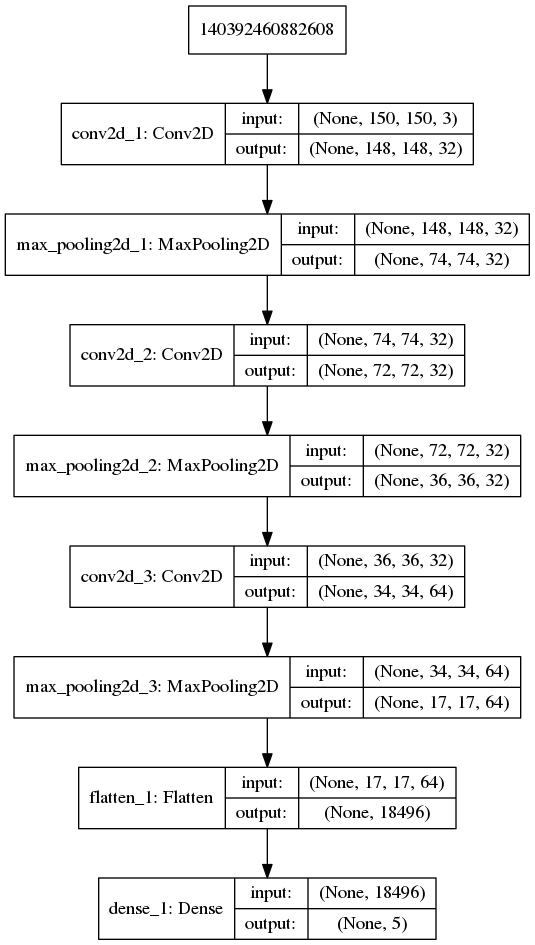 140392460882608
conv2d_1: Conv2D
input:
(None, 150, 150, 3)
output:
(None, 148, 148, 32)
max_pooling2d_1: MaxPooling2D
input:
(None, 148, 148, 32)
output:
(None, 74, 74, 32)
conv2d_2: Conv2D
input:
(None, 74, 74, 32)
output:
(None, 72, 72, 32)
max_pooling2d_2: MaxPooling2D
input:
(None, 72, 72, 32)
output:
(None, 36, 36, 32)
conv2d_3: Conv2D
input:
(None, 36, 36, 32)
output:
(None, 34, 34, 64)
max_pooling2d_3: MaxPooling2D
input:
(None, 34, 34, 64)
output:
(None, 17, 17, 64)
flatten_1: Flatten
input:
(None, 17, 17, 64)
output:
(None, 18496)
dense_1: Dense
input:
(None, 18496)
output:
(None, 5)